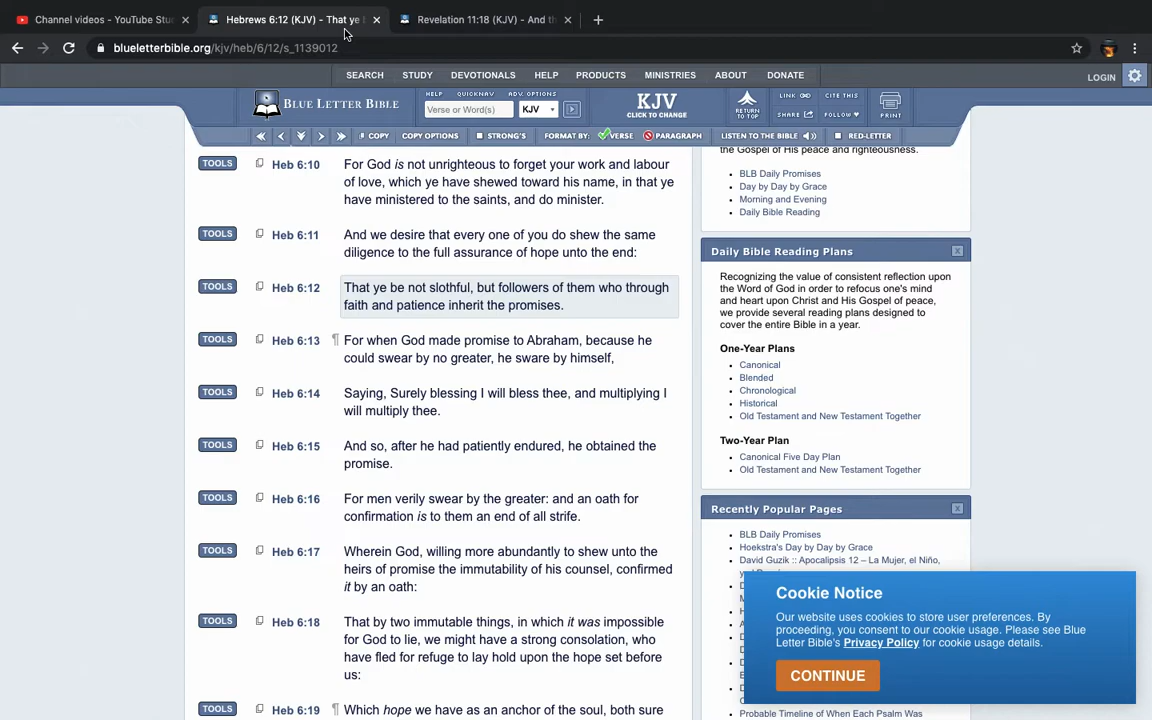 Channel videos - YouTube Stu
Hebrews 6:12 (KJV) - That ye
Revelation 11:18 (KJV) - And th
blueletterbible.org/kjv/heb/6/12/s_1139012
SEARCH STUDY DEVOTIONALS HELP PRODUCTS MINISTRIES ABOUT DONATE
LOGIN
BLUE LETTER BIBLE
HELP QUICKNAV ADV. OPTIONS
Verse or Word(s) KJV
KJV
CLICK TO CHANGE
RETURN TO TOP
LINK CITE THIS
SHARE FOLLOW
PRINT
COPY COPY OPTIONS STRONG'S FORMAT BY: VERSE PARAGRAPH LISTEN TO THE BIBLE RED-LETTER
TOOLS Heb 6:10 For God is not unrighteous to forget your work and labour
of love, which ye have shewed toward his name, in that ye
have ministered to the saints, and do minister.
TOOLS Heb 6:11 And we desire that every one of you do shew the same
diligence to the full assurance of hope unto the end:
TOOLS Heb 6:12 That ye be not slothful, but followers of them who through
faith and patience inherit the promises.
TOOLS Heb 6:13 ¶ For when God made promise to Abraham, because he
could swear by no greater, he sware by himself,
TOOLS Heb 6:14 Saying, Surely blessing I will bless thee, and multiplying I
will multiply thee.
TOOLS Heb 6:15 And so, after he had patiently endured, he obtained the
promise.
TOOLS Heb 6:16 For men verily swear by the greater: and an oath for
confirmation is to them an end of all strife.
TOOLS Heb 6:17 Wherein God, willing more abundantly to shew unto the
heirs of promise the immutability of his counsel, confirmed
it by an oath:
TOOLS Heb 6:18 That by two immutable things, in which it was impossible
for God to lie, we might have a strong consolation, who
have fled for refuge to lay hold upon the hope set before
us:
TOOLS Heb 6:19 ¶ Which hope we have as an anchor of the soul, both sure
the Gospel of His peace and righteousness.
BLB Daily Promises
Day by Day by Grace
Morning and Evening
Daily Bible Reading
Daily Bible Reading Plans
Recognizing the value of consistent reflection upon
the Word of God in order to refocus one's mind
and heart upon Christ and His Gospel of peace,
we provide several reading plans designed to
cover the entire Bible in a year.
One-Year Plans
Canonical
Blended
Chronological
Historical
Old Testament and New Testament Together
Two-Year Plan
Canonical Five Day Plan
Old Testament and New Testament Together
Recently Popular Pages
BLB Daily Promises
Hoekstra's Day by Day by Grace
David Guzik :: Apocalipsis 12 – La Mujer, el Niño,
Cookie Notice
Our website uses cookies to store user preferences. By
proceeding, you consent to our cookie usage. Please see Blue
Letter Bible's Privacy Policy for cookie usage details.
CONTINUE
Probable Timeline of When Each Psalm Was